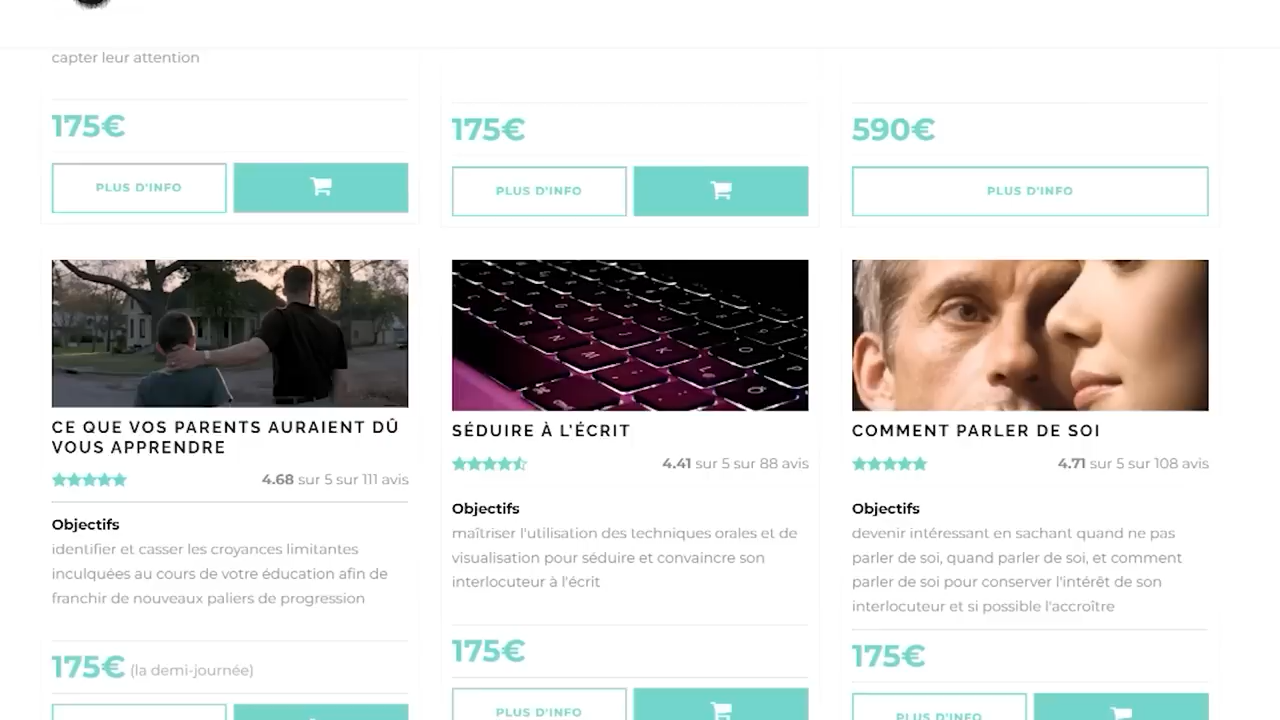 capter leur attention
175€
PLUS D'INFO
175€
PLUS D'INFO
590€
PLUS D'INFO
CE QUE VOS PARENTS AURAIENT DÛ
VOUS APPRENDRE
4.68 sur 5 sur 111 avis
Objectifs
identifier et casser les croyances limitantes
inculquées au cours de votre éducation afin de
franchir de nouveaux paliers de progression
175€ (la demi-journée)
SÉDUIRE À L'ÉCRIT
4.41 sur 5 sur 88 avis
Objectifs
maîtriser l'utilisation des techniques orales et de
visualisation pour séduire et convaincre son
interlocuteur à l'écrit
175€
PLUS D'INFO
COMMENT PARLER DE SOI
4.71 sur 5 sur 108 avis
Objectifs
devenir intéressant en sachant quand ne pas
parler de soi, quand parler de soi, et comment
parler de soi pour conserver l'intérêt de son
interlocuteur et si possible l'accroître
175€
PLUS D'INFO